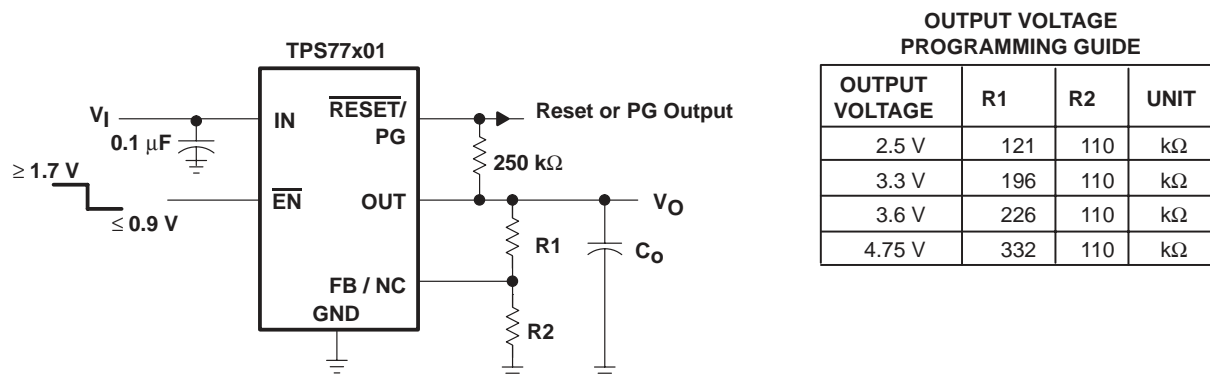 TPS77x01
V_I
0.1 μF
≥ 1.7 V
≤ 0.9 V
IN
EN
RESET/
PG
OUT
FB / NC
GND
Reset or PG Output
250 kΩ
V_O
R1
C_o
R2
OUTPUT VOLTAGE
PROGRAMMING GUIDE
OUTPUT VOLTAGE R1 R2 UNIT
2.5 V 121 110 kΩ
3.3 V 196 110 kΩ
3.6 V 226 110 kΩ
4.75 V 332 110 kΩ